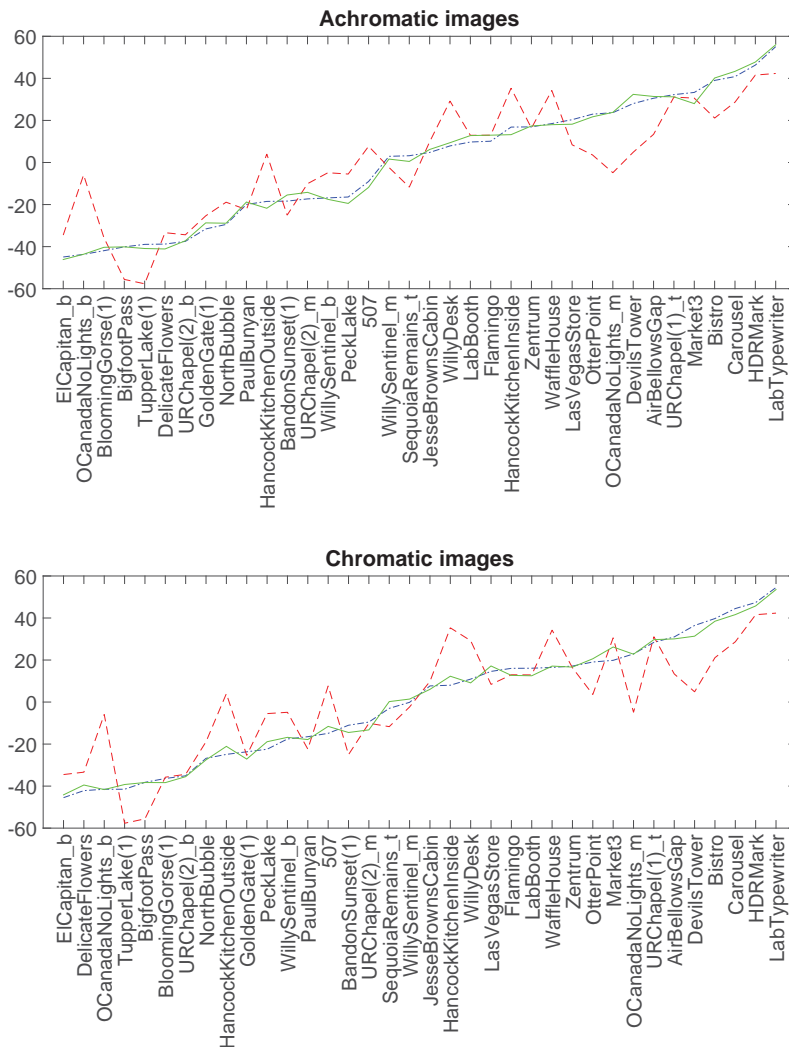 Achromatic images
60
40
20
0
-20
-40
-60
ElCapitan_b
OCanadaNoLights_b
BloomingGorse(1)
BigfootPass
TupperLake(1)
DelicateFlowers
URChapel(2)_b
GoldenGate(1)
NorthBubble
PaulBunyan
HancockKitchenOutside
BandonSunset(1)
URChapel(2)_m
WillySentinel_b
PeckLake
507
WillySentinel_m
SequoiaRemains_t
JesseBrownsCabin
WillyDesk
LabBooth
Flamingo
HancockKitchenInside
Zentrum
WaffleHouse
LasVegasStore
OtterPoint
OCanadaNoLights_m
DevilsTower
AirBellowsGap
URChapel(1)_t
Market3
Bistro
Carousel
HDRMark
LabTypewriter
Chromatic images
60
40
20
0
-20
-40
-60
ElCapitan_b
DelicateFlowers
OCanadaNoLights_b
TupperLake(1)
BigfootPass
BloomingGorse(1)
URChapel(2)_b
NorthBubble
HancockKitchenOutside
GoldenGate(1)
PeckLake
WillySentinel_b
PaulBunyan
507
BandonSunset(1)
URChapel(2)_m
SequoiaRemains_t
WillySentinel_m
JesseBrownsCabin
HancockKitchenInside
WillyDesk
LasVegasStore
Flamingo
LabBooth
WaffleHouse
Zentrum
OtterPoint
Market3
OCanadaNoLights_m
URChapel(1)_t
AirBellowsGap
DevilsTower
Bistro
Carousel
HDRMark
LabTypewriter